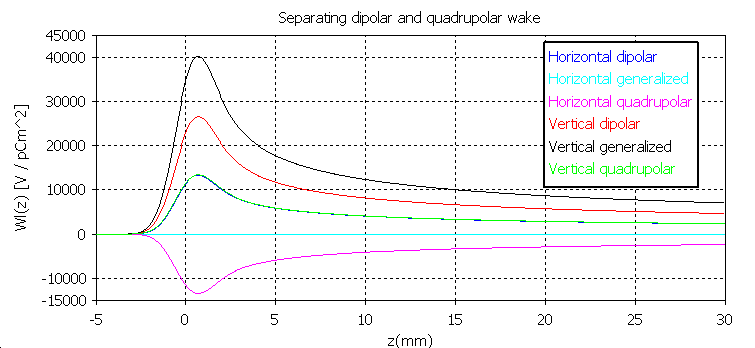 Separating dipolar and quadrupolar wake
45000
40000
30000
20000
10000
0
-10000
-15000
-5
0
5
10
15
20
25
30
Wl(z) [V / pCm^2]
z(mm)
Horizontal dipolar
Horizontal generalized
Horizontal quadrupolar
Vertical dipolar
Vertical generalized
Vertical quadrupolar